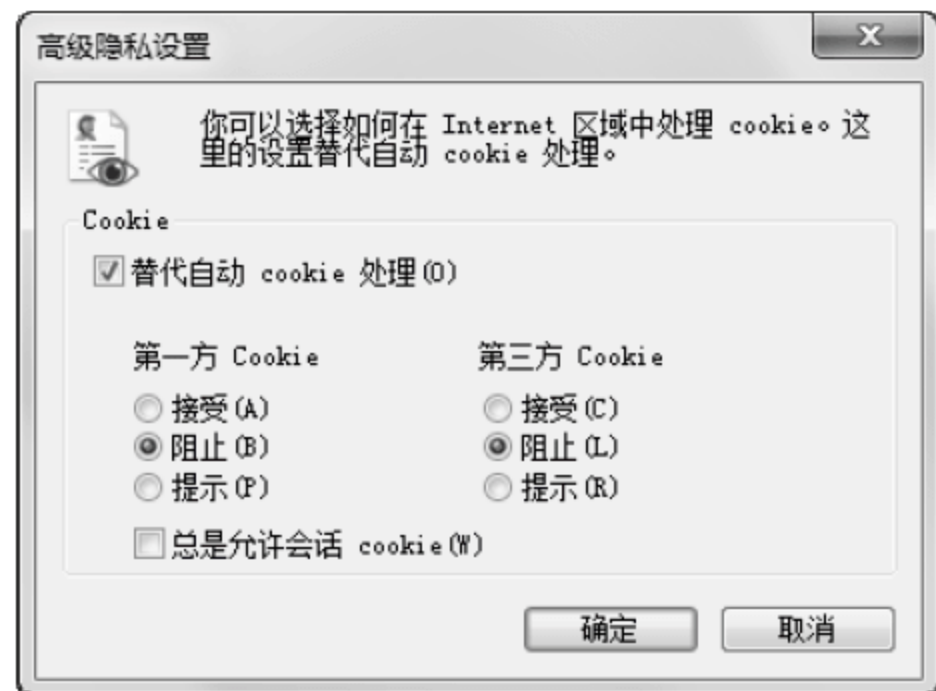 高级隐私设置
你可以选择如何在 Internet 区域中处理 cookie。这
里的设置替代自动 cookie 处理。
Cookie
替代自动 cookie 处理(O)
第一方 Cookie 第三方 Cookie
接受(A) 接受(C)
阻止(B) 阻止(L)
提示(P) 提示(R)
总是允许会话 cookie(W)
确定 取消